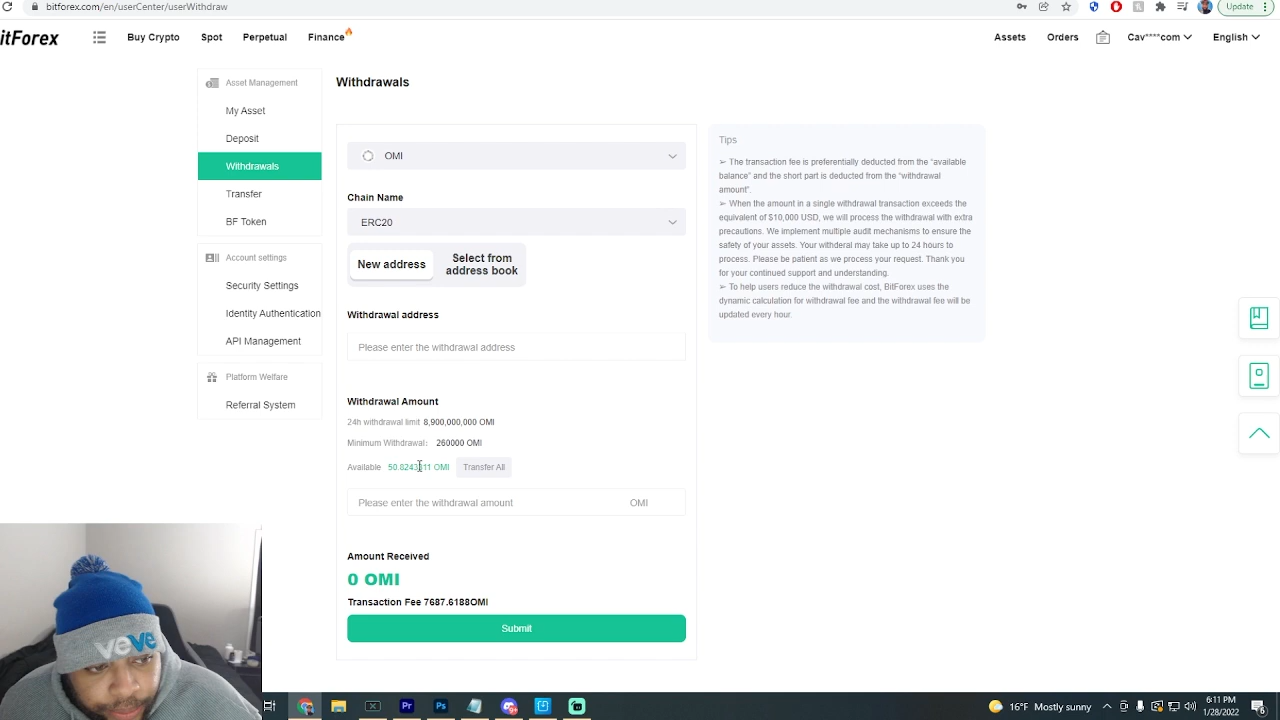 bitforex.com/en/userCenter/userWithdraw
Update
itForex
Buy Crypto
Spot
Perpetual
Finance
Assets
Orders
Cav****com
English
Asset Management
My Asset
Deposit
Withdrawals
Transfer
BF Token
Account settings
Security Settings
Identity Authentication
API Management
Platform Welfare
Referral System
Withdrawals
OMI
Chain Name
ERC20
New address
Select from
address book
Withdrawal address
Please enter the withdrawal address
Withdrawal Amount
24h withdrawal limit 8,900,000,000 OMI
Minimum Withdrawal: 260000 OMI
Available OMI Transfer All
Please enter the withdrawal amount OMI
Amount Received
0 OMI
Transaction Fee 7687.6188OMI
Submit
Tips
➢ The transaction fee is preferentially deducted from the “available
balance” and the short part is deducted from the “withdrawal
amount”.
➢ When the amount in a single withdrawal transaction exceeds the
equivalent of $10,000 USD, we will process the withdrawal with extra
precautions. We implement multiple audit mechanisms to ensure the
safety of your assets. Your withderal may take up to 24 hours to
process. Please be patient as we process your request. Thank you
for your continued support and understanding.
➢ To help users reduce the withdrawal cost, BitForex uses the
dynamic calculation for withdrawal fee and the withdrawal fee will be
updated every hour.
veve
Pr
Ps
16°F Mostly sunny
6:11 PM
1/28/2022